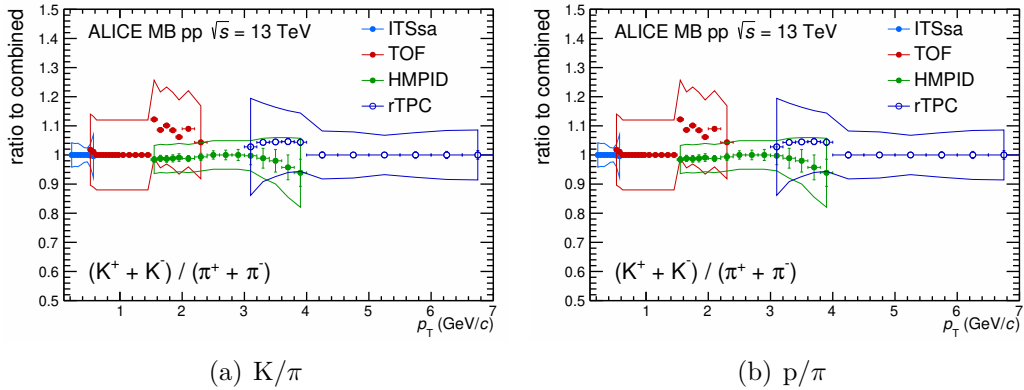 ratio to combined
1.5
1.4
1.3
1.2
1.1
1
0.9
0.8
0.7
0.6
0.5
ALICE MB pp √s = 13 TeV
ITSsa
TOF
HMPID
rTPC
(K⁺ + K⁻) / (π⁺ + π⁻)
1 2 3 4 5 6 7
p_T (GeV/c)
(a) K/π
ratio to combined
1.5
1.4
1.3
1.2
1.1
1
0.9
0.8
0.7
0.6
0.5
ALICE MB pp √s = 13 TeV
ITSsa
TOF
HMPID
rTPC
(K⁺ + K⁻) / (π⁺ + π⁻)
1 2 3 4 5 6 7
p_T (GeV/c)
(b) p/π